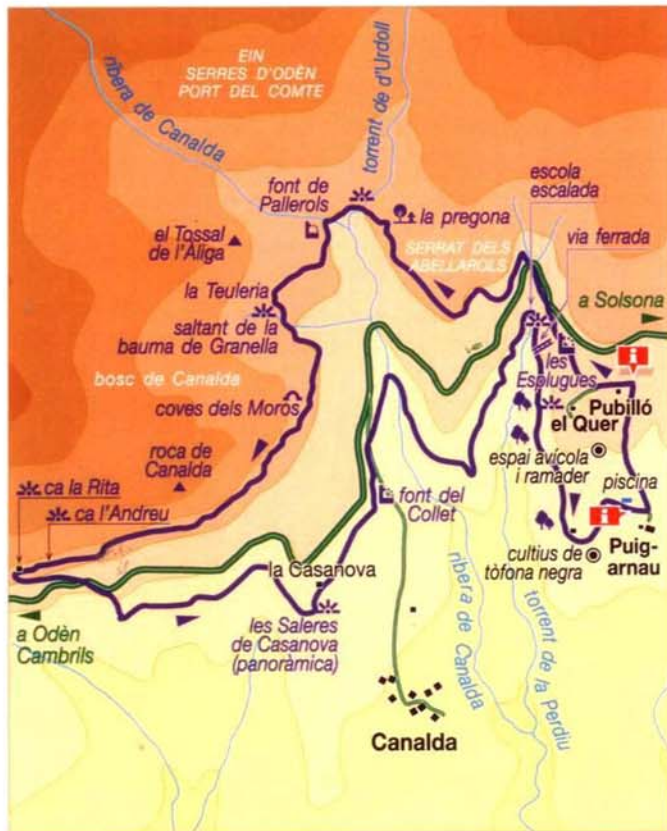 EIN
SERRES D'ODÈN
PORT DEL COMTE
ribera de Canalda
torrent de d'Urdoll
font de
Pallerols
la pregona
escola
escalada
via ferrada
el Tossal
de l'Àliga
SERRAT DELS
ABELLAROLS
a Solsona
la Teuleria
saltant de la
bauma de Granella
bosc de Canalda
coves dels Moros
les
Esplugues
Pubilló
el Quer
roca de
Canalda
espai avícola
i ramader
piscina
ca la Rita
ca l'Andreu
font del
Collet
Puig-
arnau
cultius de
tòfona negra
la Casanova
a Odèn
Cambrils
les Saleres
de Casanova
(panoràmica)
ribera de Canalda
torrent de la Perdiu
Canalda